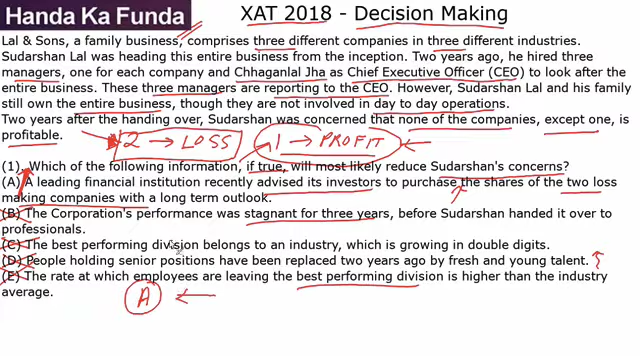 Handa Ka Funda
XAT 2018 - Decision Making
Lal & Sons, a family business, comprises three different companies in three different industries.
Sudarshan Lal was heading this entire business from the inception. Two years ago, he hired three
managers, one for each company and Chhaganlal Jha as Chief Executive Officer (CEO) to look after the
entire business. These three managers are reporting to the CEO. However, Sudarshan Lal and his family
still own the entire business, though they are not involved in day to day operations.
Two years after the handing over, Sudarshan was concerned that none of the companies, except one, is
profitable.
2 → LOSS
1 → PROFIT
(1) Which of the following information, if true, will most likely reduce Sudarshan's concerns?
(A) A leading financial institution recently advised its investors to purchase the shares of the two loss
making companies with a long term outlook.
(B) The Corporation's performance was stagnant for three years, before Sudarshan handed it over to
professionals.
(C) The best performing division belongs to an industry, which is growing in double digits.
(D) People holding senior positions have been replaced two years ago by fresh and young talent.
(E) The rate at which employees are leaving the best performing division is higher than the industry
average.
A